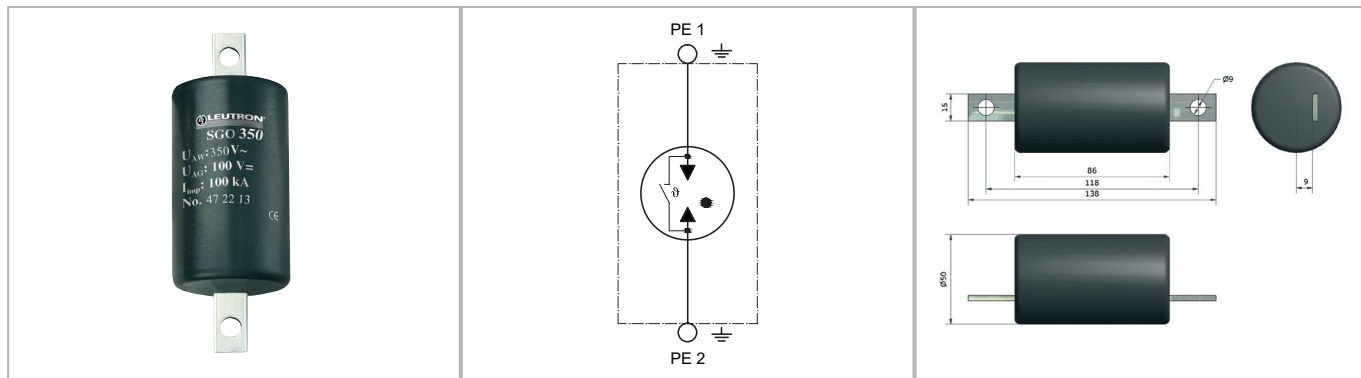 LEUTRON®
SGO 350
UAW: 350 V~
UAG: 100 V=
Iimp: 100 kA
No. 47 22 13
CE
PE 1
ϑ
PE 2
Ø9
15
86
118
138
9
Ø50